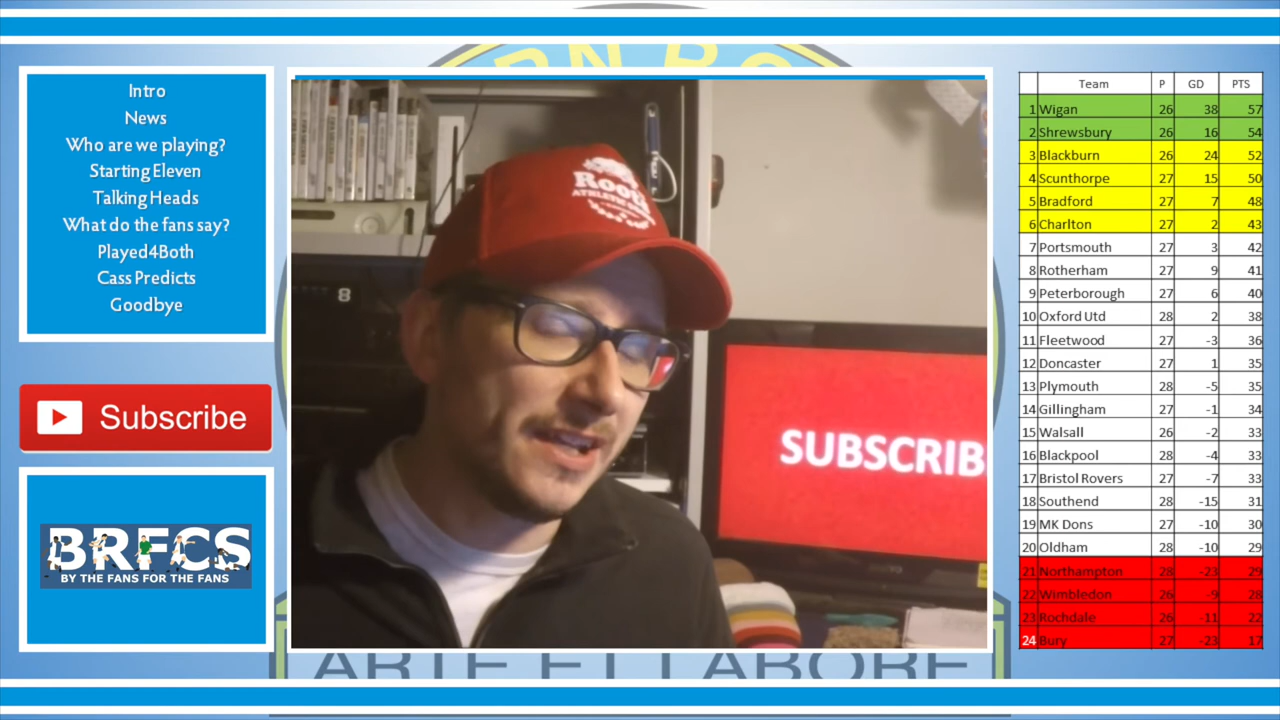 Intro
News
Who are we playing?
Starting Eleven
Talking Heads
What do the fans say?
Played4Both
Cass Predicts
Goodbye
Subscribe
BRFCS
BY THE FANS FOR THE FANS
Roots
ATHLETICS
8
SUBSCRIB
RN RO
ARTE ET LABORE
Team P GD PTS
1 Wigan 26 38 57
2 Shrewsbury 26 16 54
3 Blackburn 26 24 52
4 Scunthorpe 27 15 50
5 Bradford 27 7 48
6 Charlton 27 2 43
7 Portsmouth 27 3 42
8 Rotherham 27 9 41
9 Peterborough 27 6 40
10 Oxford Utd 28 2 38
11 Fleetwood 27 -3 36
12 Doncaster 27 1 35
13 Plymouth 28 -5 35
14 Gillingham 27 -1 34
15 Walsall 26 -2 33
16 Blackpool 28 -4 33
17 Bristol Rovers 27 -7 33
18 Southend 28 -15 31
19 MK Dons 27 -10 30
20 Oldham 28 -10 29
21 Northampton 28 -23 29
22 Wimbledon 26 -9 28
23 Rochdale 26 -11 22
24 Bury 27 -23 17